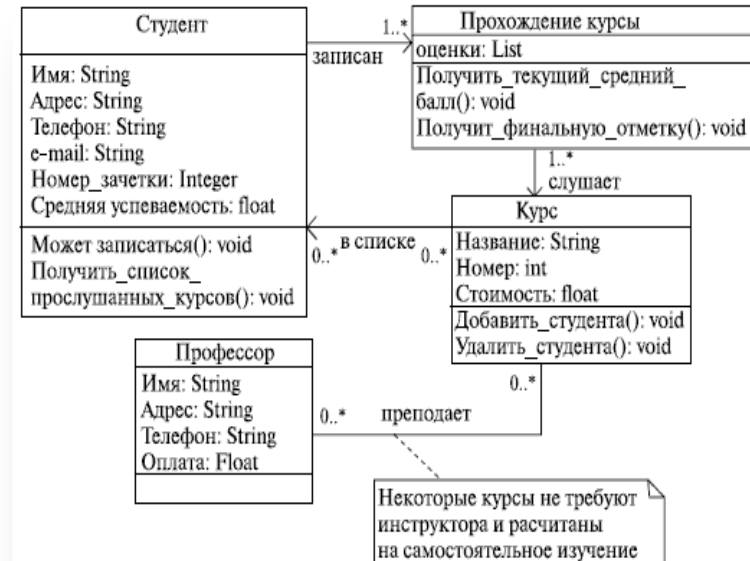 Студент
Имя: String
Адрес: String
Телефон: String
e-mail: String
Номер_зачетки: Integer
Средняя успеваемость: float
Может записаться(): void
Получить_список_
прослушанных_курсов(): void
1..*
записан
Прохождение курсы
оценки: List
Получить_текущий_средний_
балл(): void
Получит_финальную_отметку(): void
1..*
слушает
Курс
Название: String
Номер: int
Стоимость: float
Добавить_студента(): void
Удалить_студента(): void
0..*
в списке
0..*
Профессор
Имя: String
Адрес: String
Телефон: String
Оплата: Float
0..*
преподает
0..*
Некоторые курсы не требуют
инструктора и расчитаны
на самостоятельное изучение